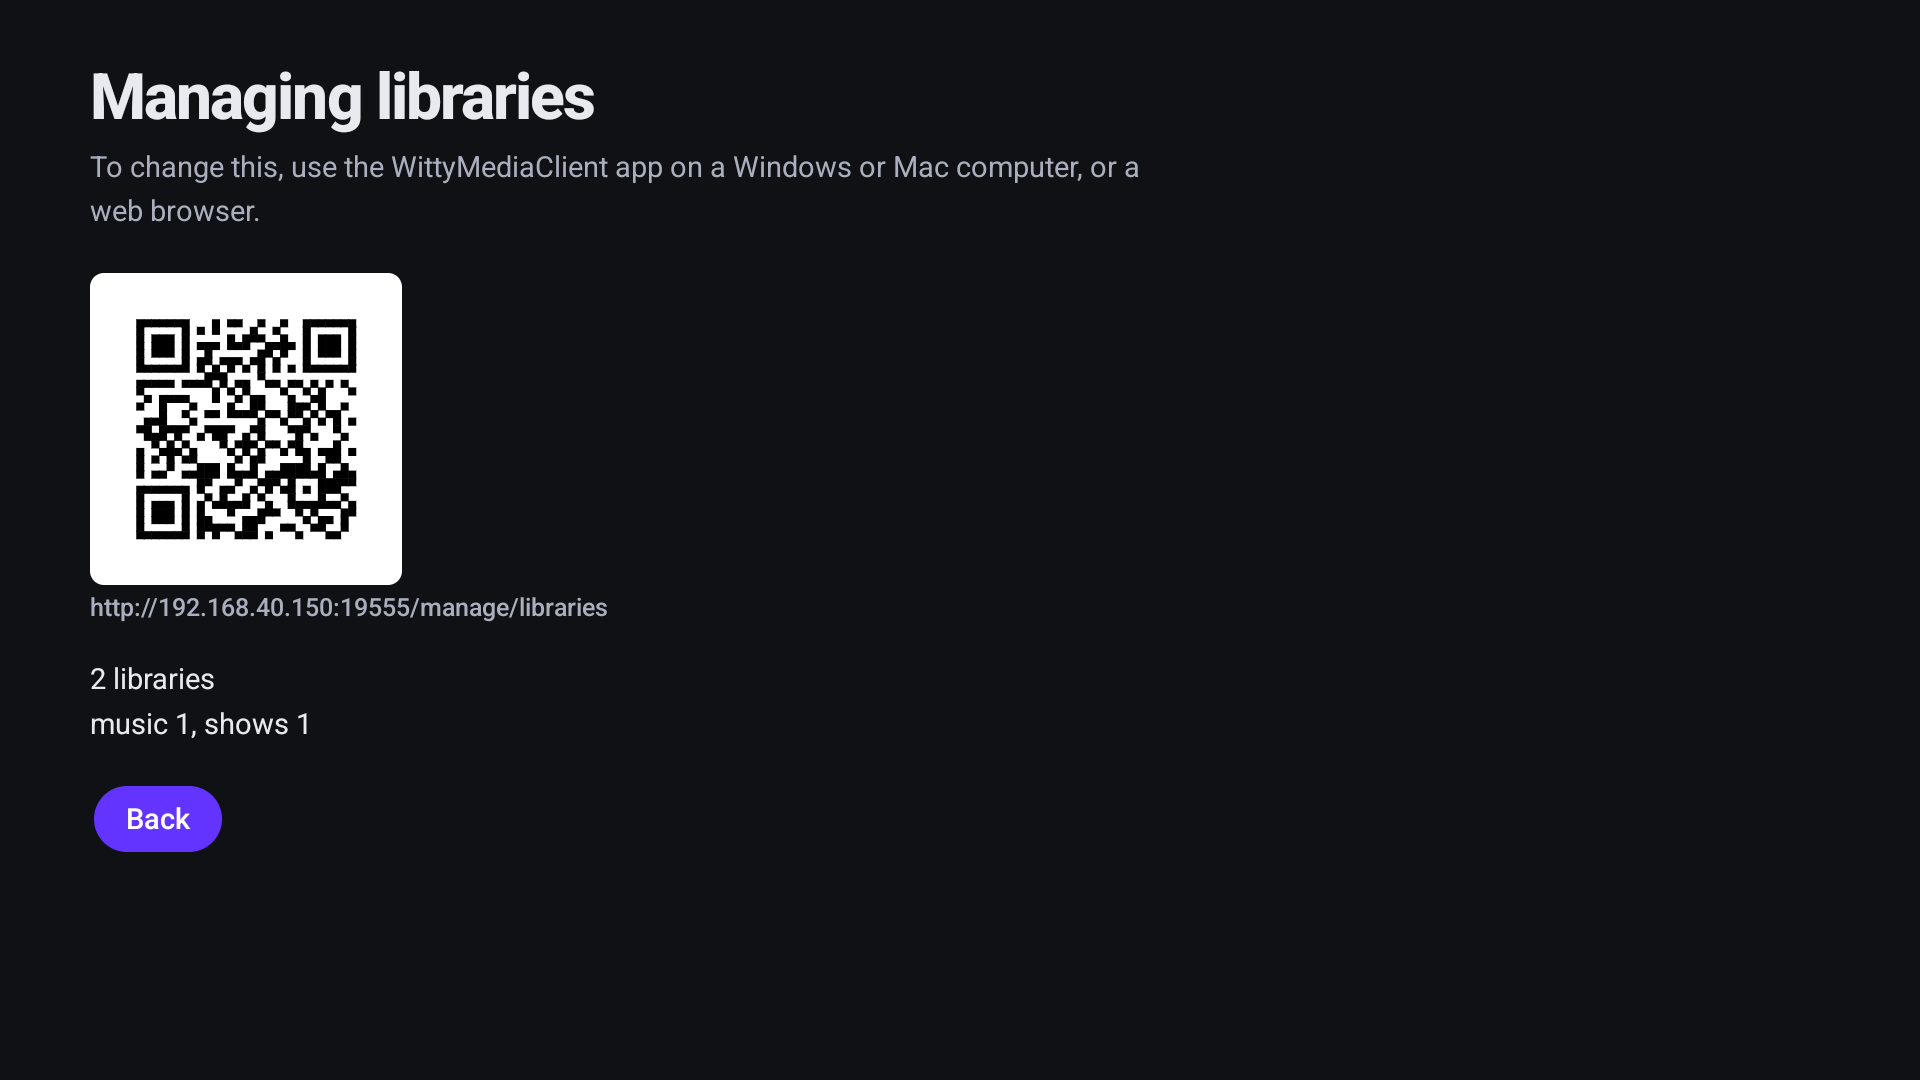 Managing libraries
To change this, use the WittyMediaClient app on a Windows or Mac computer, or a
web browser.
http://192.168.40.150:19555/manage/libraries
2 libraries
music 1, shows 1
Back